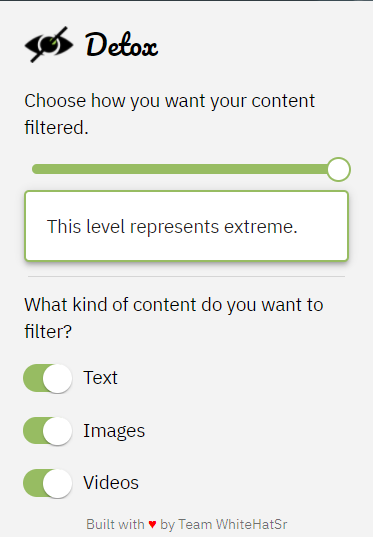 Detox
Choose how you want your content
filtered.
This level represents extreme.
What kind of content do you want to
filter?
Text
Images
Videos
Built with ♥ by Team WhiteHatSr